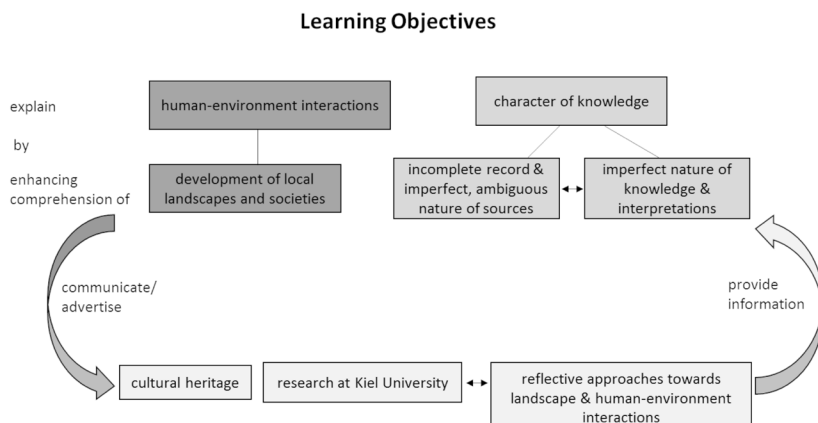 Learning Objectives
explain
human-environment interactions
character of knowledge
by
enhancing
comprehension of
development of local
landscapes and societies
incomplete record &
imperfect, ambiguous
nature of sources
imperfect nature of
knowledge &
interpretations
communicate/
advertise
provide
information
cultural heritage
research at Kiel University
reflective approaches towards
landscape & human-environment
interactions